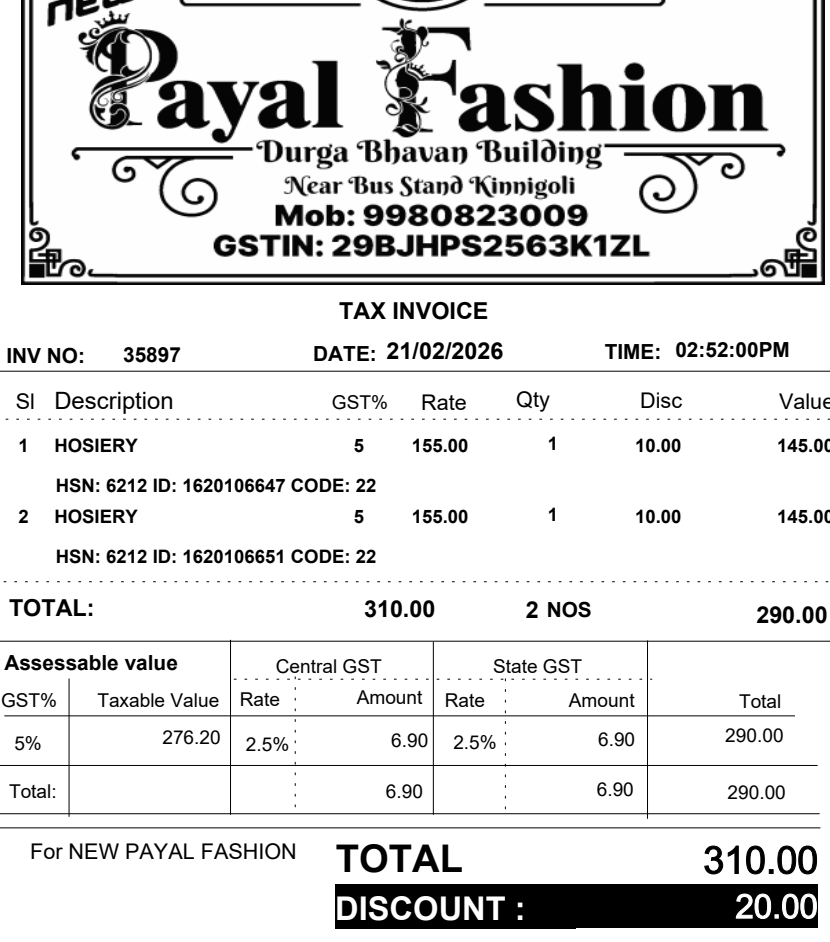 new
Payal Fashion
Durga Bhavan Building
Near Bus Stand Kinnigoli
Mob: 9980823009
GSTIN: 29BJHPS2563K1ZL
TAX INVOICE
INV NO: 35897 DATE: 21/02/2026 TIME: 02:52:00PM
Sl Description GST% Rate Qty Disc Value
1 HOSIERY 5 155.00 1 10.00 145.00
HSN: 6212 ID: 1620106647 CODE: 22
2 HOSIERY 5 155.00 1 10.00 145.00
HSN: 6212 ID: 1620106651 CODE: 22
TOTAL: 310.00 2 NOS 290.00
Assessable value Central GST State GST
GST% Taxable Value Rate Amount Rate Amount Total
5% 276.20 2.5% 6.90 2.5% 6.90 290.00
Total: 6.90 6.90 290.00
For NEW PAYAL FASHION TOTAL 310.00
DISCOUNT : 20.00